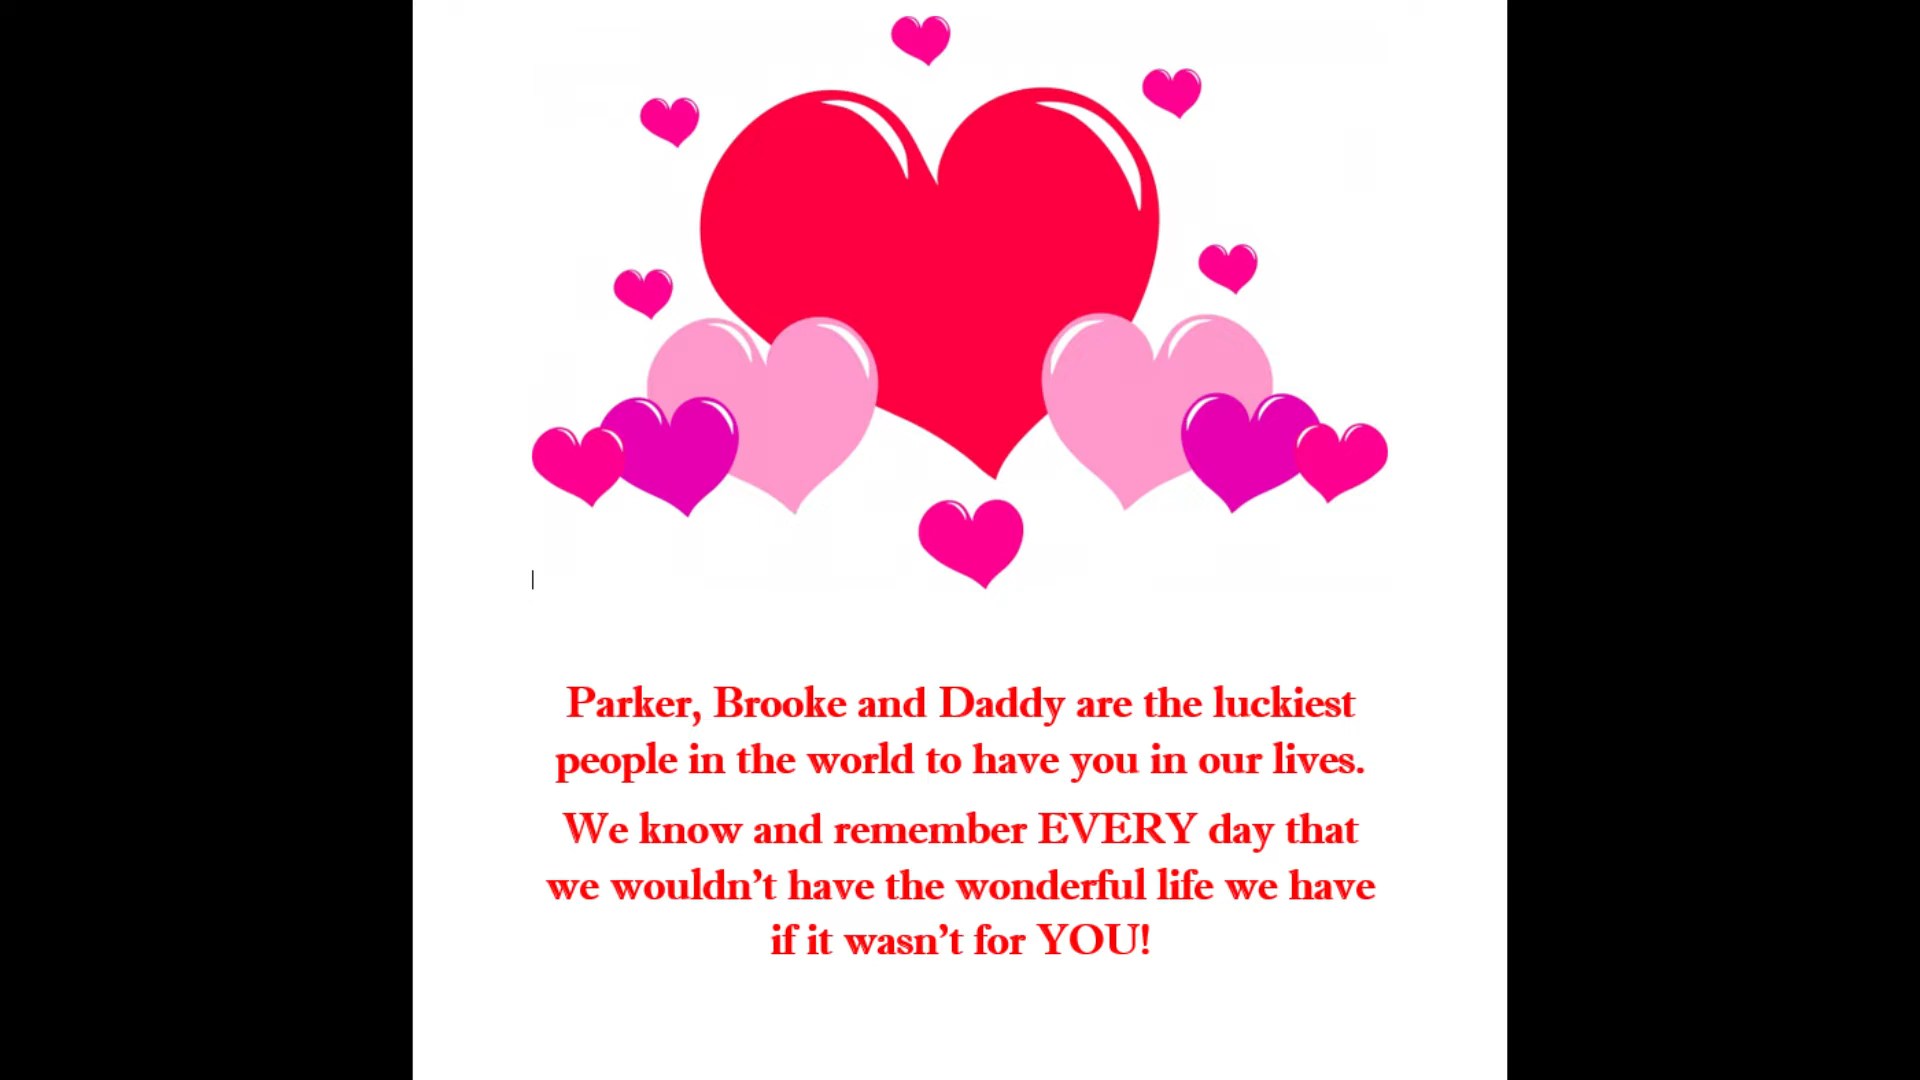 Parker, Brooke and Daddy are the luckiest
people in the world to have you in our lives.
We know and remember EVERY day that
we wouldn’t have the wonderful life we have
if it wasn’t for YOU!